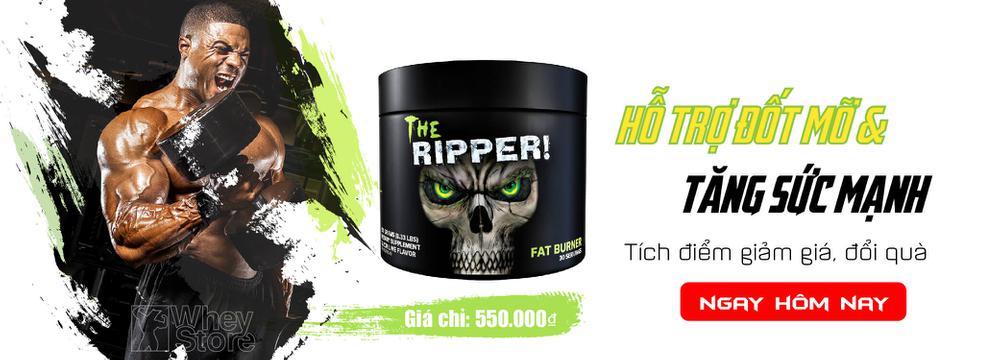 THE
RIPPER!
FAT BURNER
30 SERVINGS
Giá chỉ: 550.000₫
HỖ TRỢ ĐỐT MỠ &
TĂNG SỨC MẠNH
Tích điểm giảm giá, đổi quà
NGAY HÔM NAY
Whey
Store